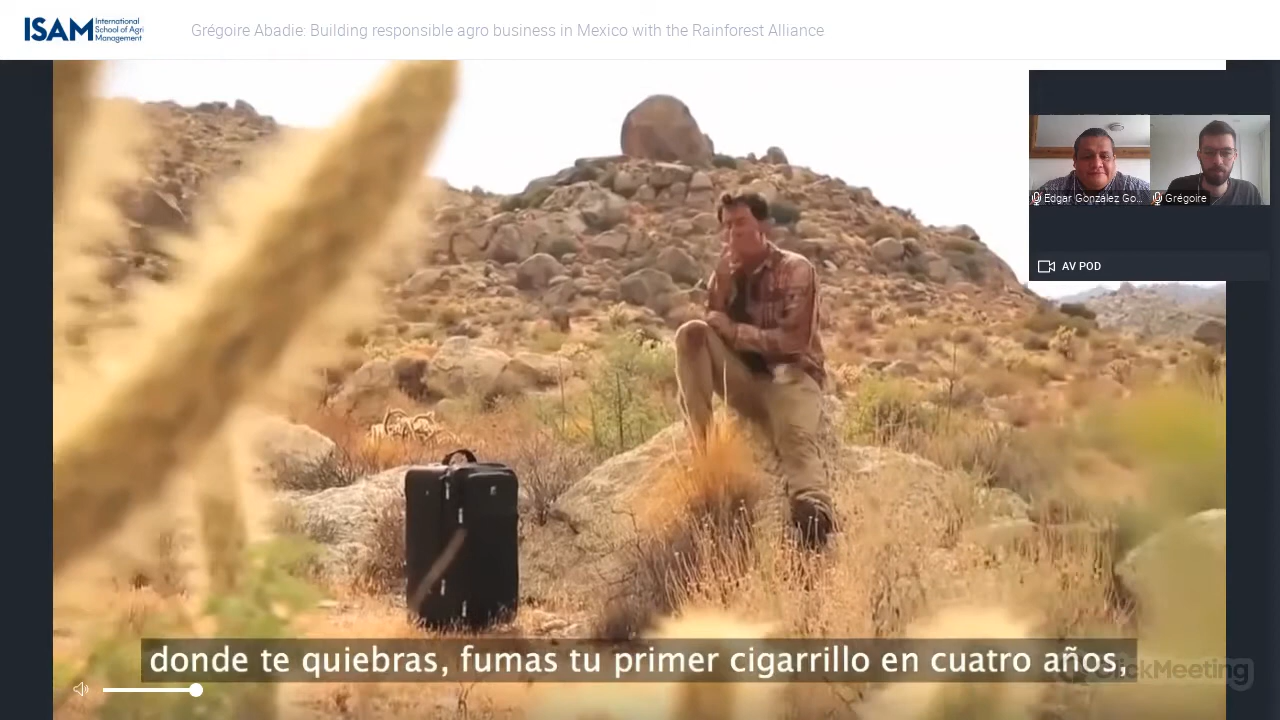 ISAM International
School of Agri
Management
Grégoire Abadie: Building responsible agro business in Mexico with the Rainforest Alliance
Edgar González Go...
Grégoire
AV POD
donde te quiebras, fumas tu primer cigarrillo en cuatro años,
ClickMeeting